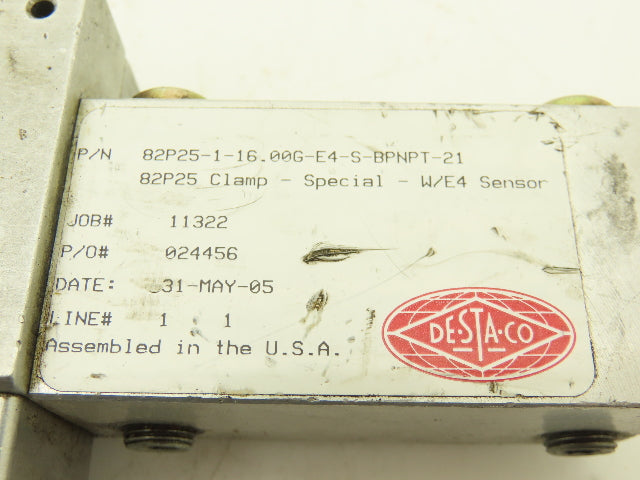 P/N 82P25-1-16.00G-E4-S-BPNPT-21
82P25 Clamp - Special - W/E4 Sensor
JOB# 11322
P/O# 024456
DATE: 31-MAY-05
LINE# 1 1
Assembled in the U.S.A.
DE-STA-CO